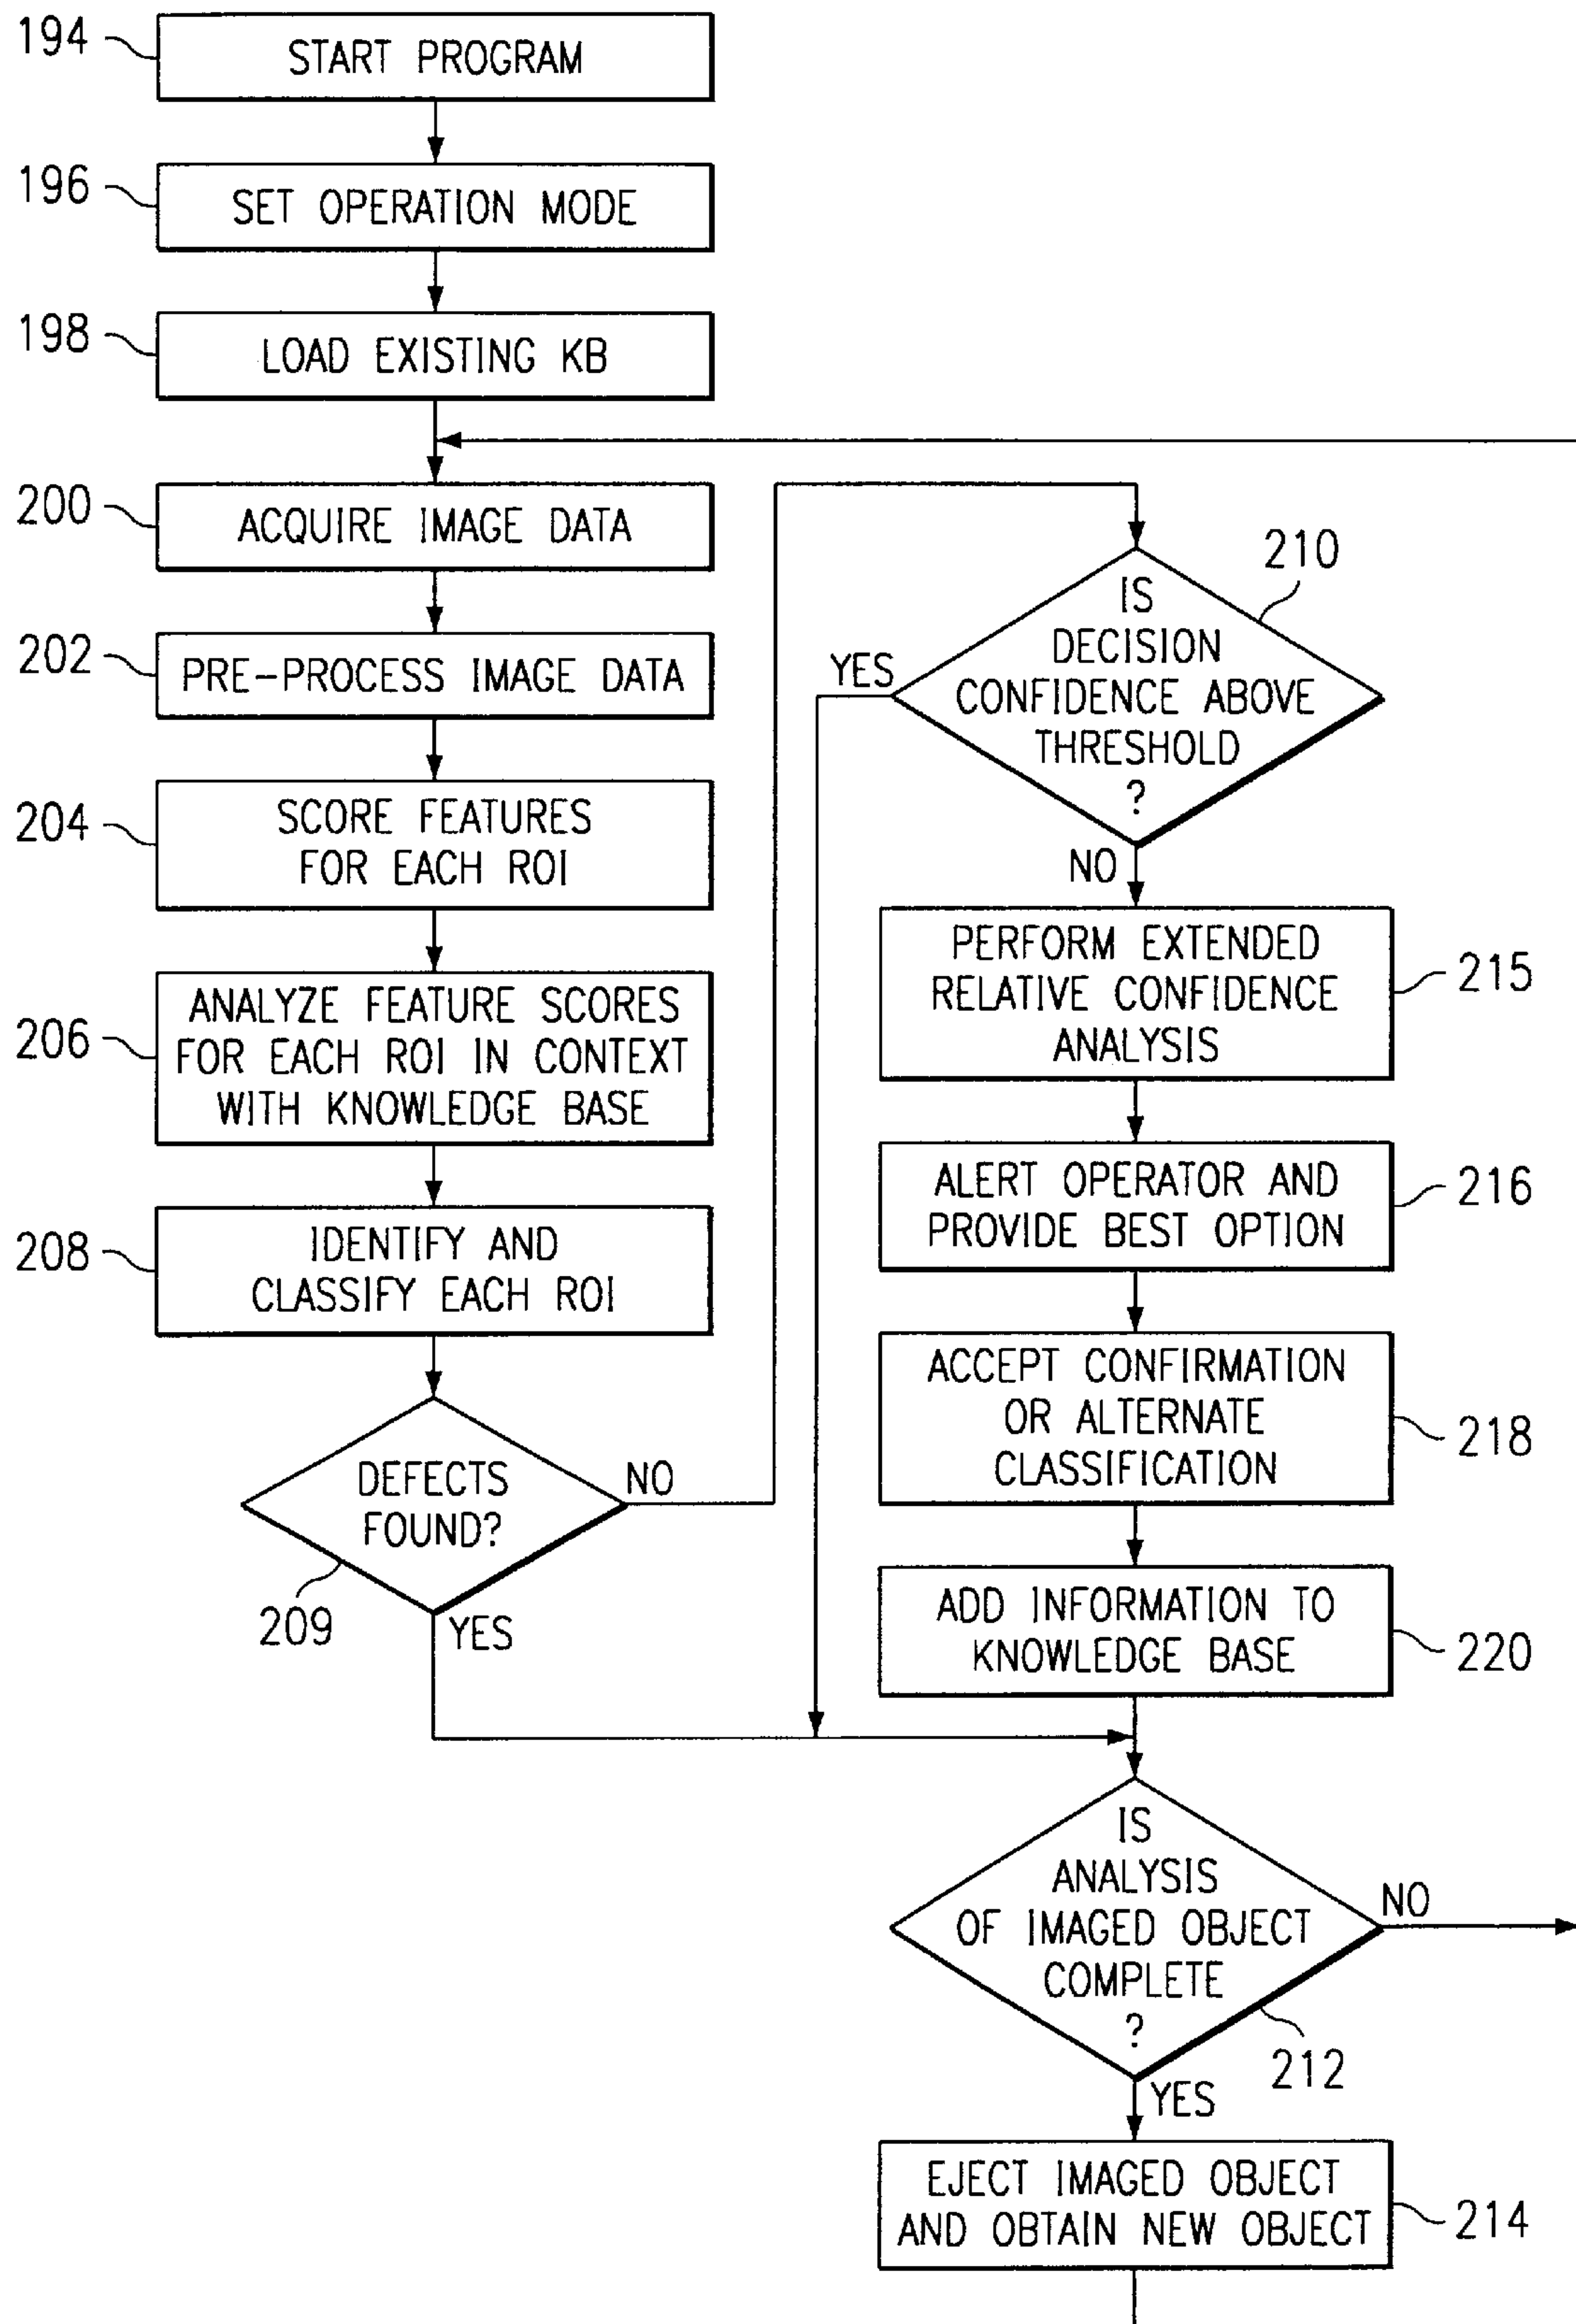 194
START PROGRAM
196
SET OPERATION MODE
198
LOAD EXISTING KB
200
ACQUIRE IMAGE DATA
202
PRE-PROCESS IMAGE DATA
204
SCORE FEATURES
FOR EACH ROI
206
ANALYZE FEATURE SCORES
FOR EACH ROI IN CONTEXT
WITH KNOWLEDGE BASE
208
IDENTIFY AND
CLASSIFY EACH ROI
DEFECTS
FOUND?
NO
209
YES
210
IS
DECISION
CONFIDENCE ABOVE
THRESHOLD
?
YES
NO
PERFORM EXTENDED
RELATIVE CONFIDENCE
ANALYSIS
215
ALERT OPERATOR AND
PROVIDE BEST OPTION
216
ACCEPT CONFIRMATION
OR ALTERNATE
CLASSIFICATION
218
ADD INFORMATION TO
KNOWLEDGE BASE
220
IS
ANALYSIS
OF IMAGED OBJECT
COMPLETE
?
NO
212
YES
EJECT IMAGED OBJECT
AND OBTAIN NEW OBJECT
214